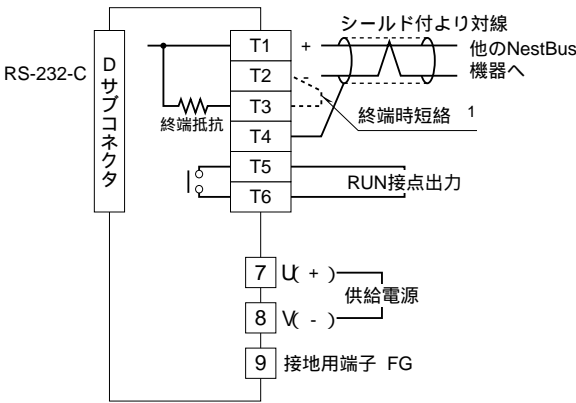 シールド付より対線
T1 +
他のNestBus
機器へ
RS-232-C
Dサブコネクタ
T2 -
T3
終端抵抗
終端時短絡 1
T4
T5
RUN接点出力
T6
7 U( + )
供給電源
8 V( - )
9 接地用端子 FG